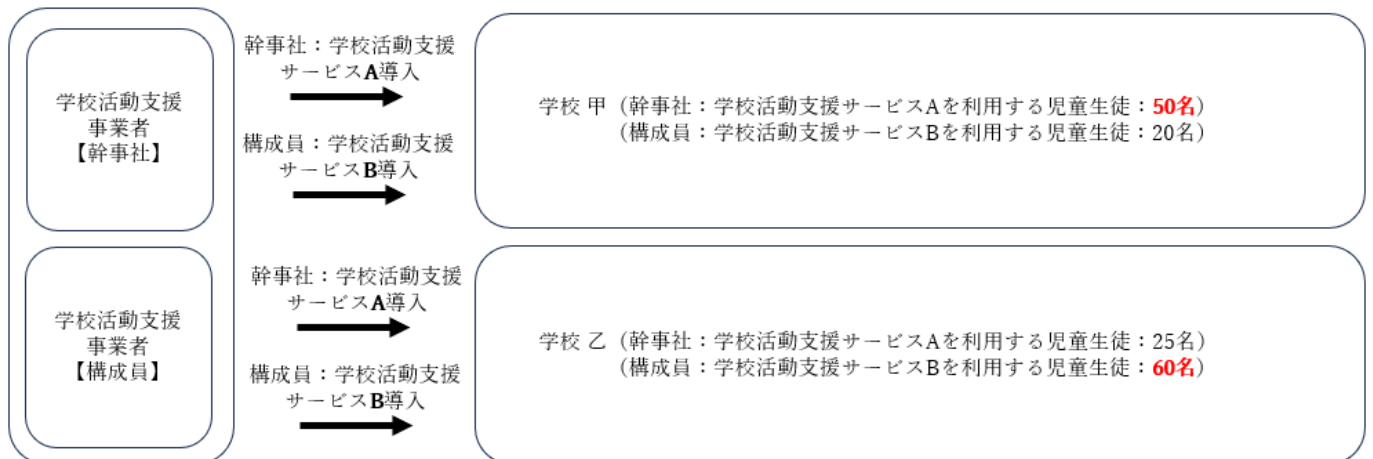 学校活動支援
事業者
【幹事社】
幹事社：学校活動支援
サービスA導入
構成員：学校活動支援
サービスB導入
学校 甲（幹事社：学校活動支援サービスAを利用する児童生徒：50名）
（構成員：学校活動支援サービスBを利用する児童生徒：20名）
学校活動支援
事業者
【構成員】
幹事社：学校活動支援
サービスA導入
構成員：学校活動支援
サービスB導入
学校 乙（幹事社：学校活動支援サービスAを利用する児童生徒：25名）
（構成員：学校活動支援サービスBを利用する児童生徒：60名）